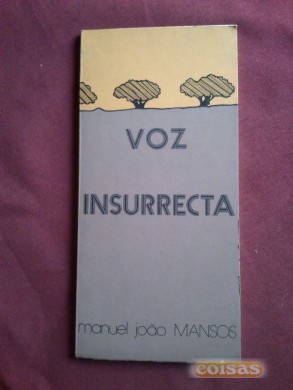 VOZ
INSURRECTA
manuel joão MANSOS
coisas